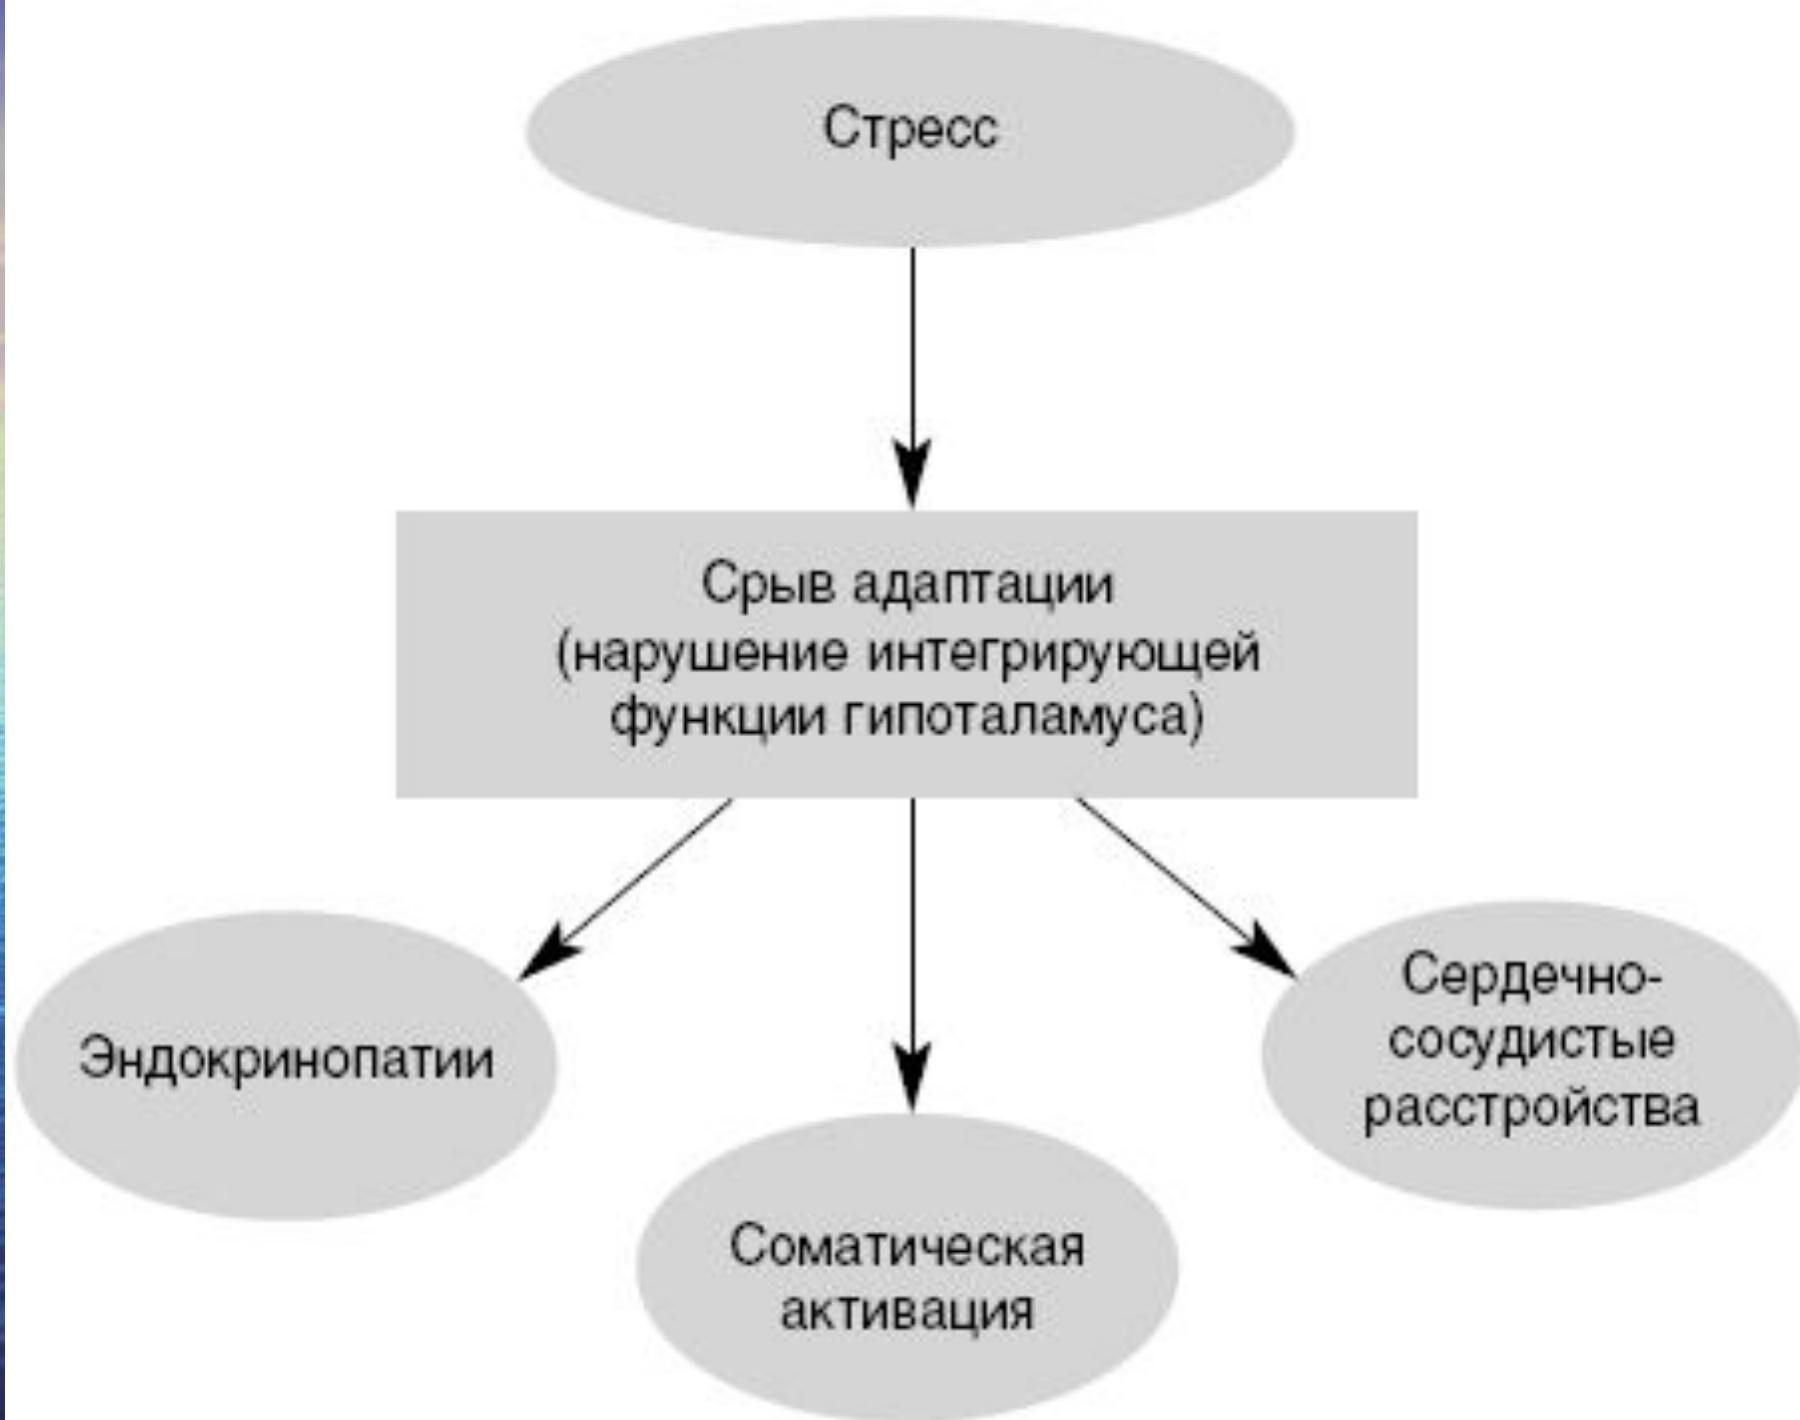 Стресс
Срыв адаптации
(нарушение интегрирующей
функции гипоталамуса)
Эндокринопатии
Соматическая
активация
Сердечно-
сосудистые
расстройства